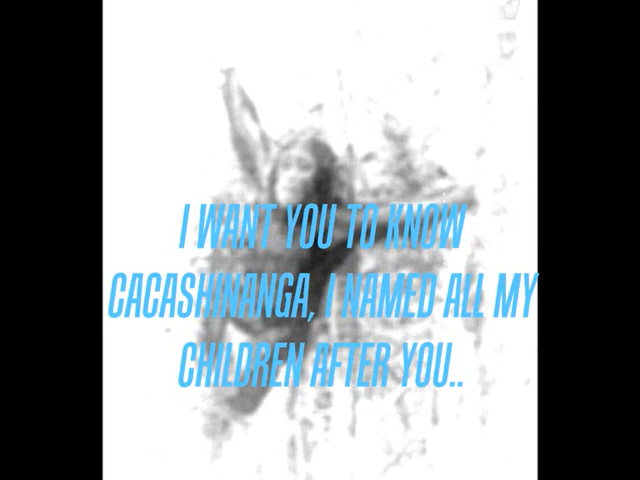 I WANT YOU TO KNOW
CACASHINANGA, I NAMED ALL MY
CHILDREN AFTER YOU..